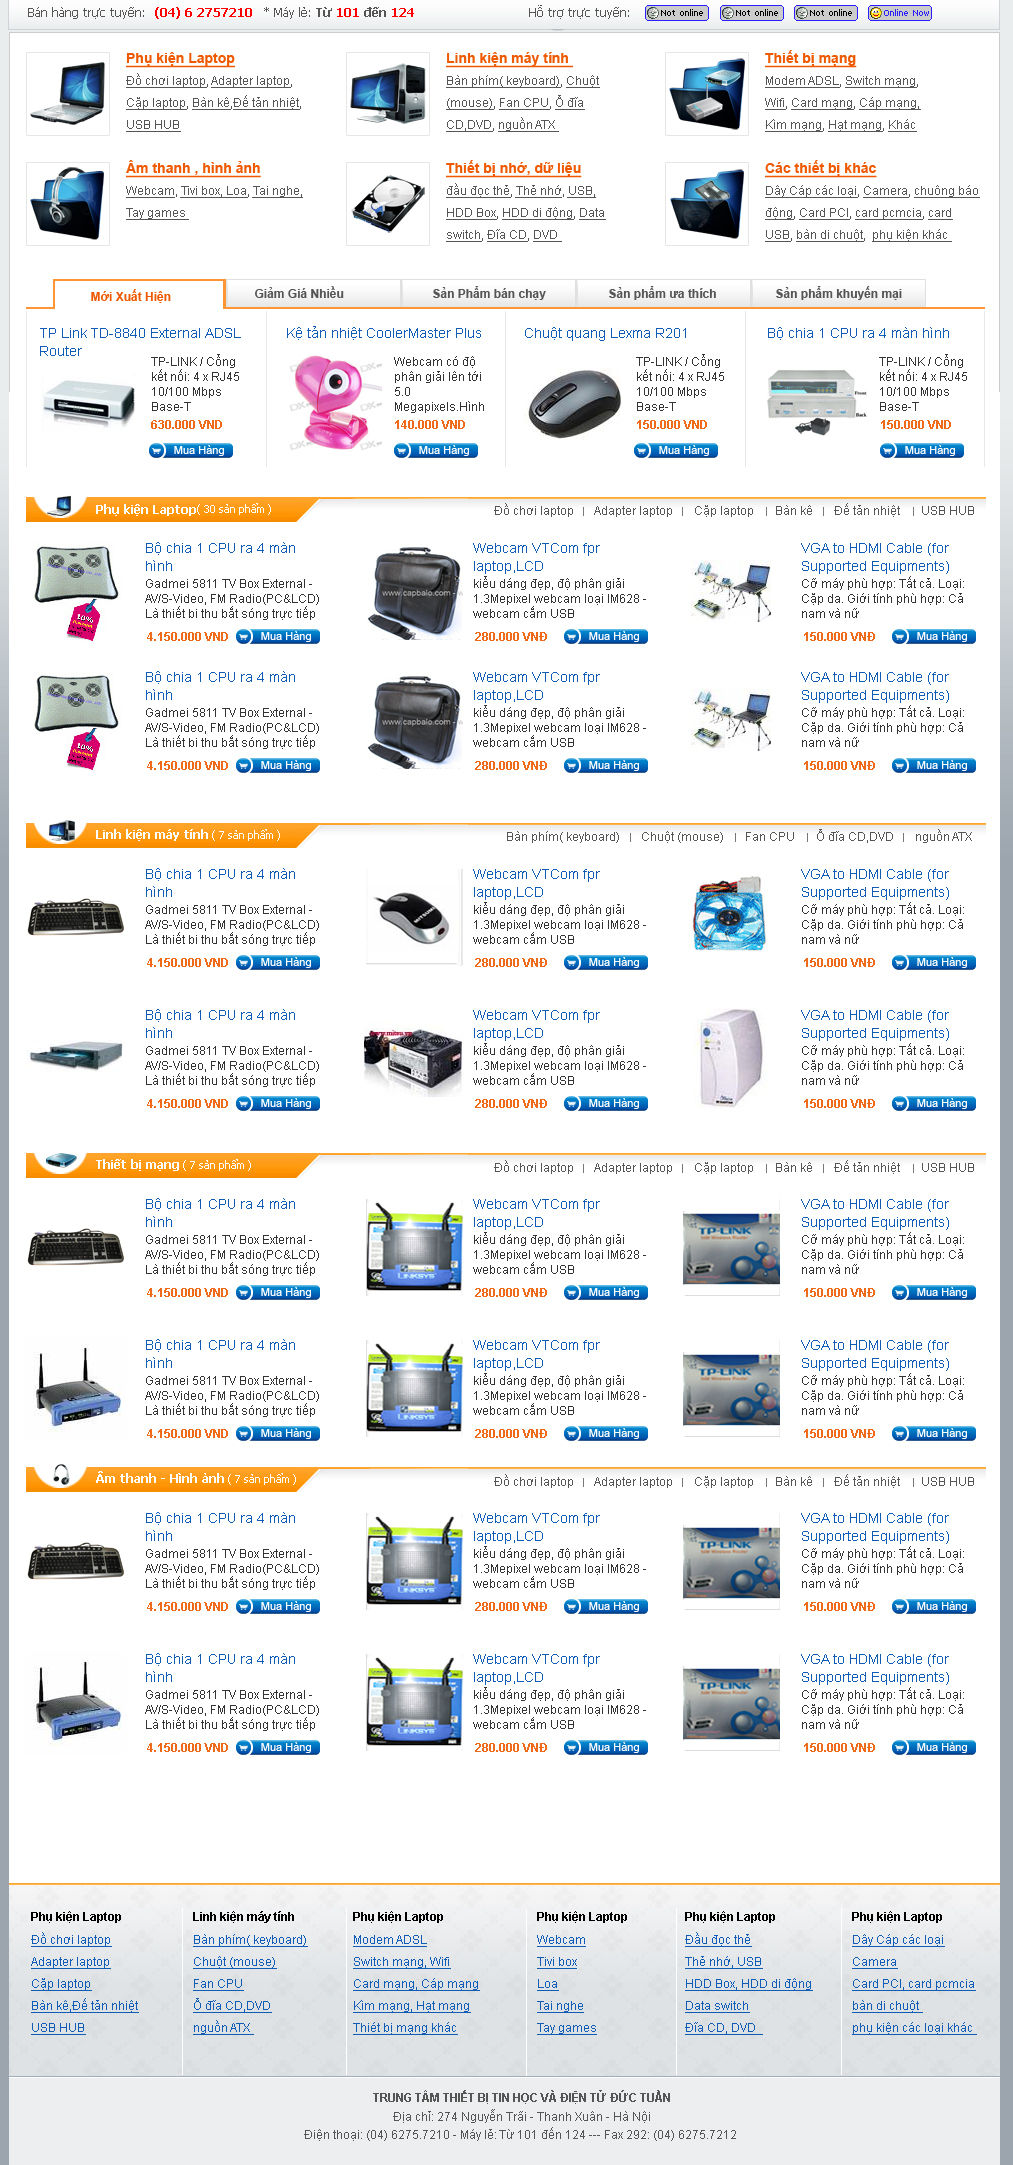 Bán hàng trực tuyến: (04) 6 2757210 * Máy lẻ: Từ 101 đến 124
Hỗ trợ trực tuyến: Not online Not online Not online Online Now
Phụ kiện Laptop
Đồ chơi laptop, Adapter laptop,
Cặp laptop, Bàn kê,Đế tản nhiệt,
USB HUB
Linh kiện máy tính
Bàn phím( keyboard), Chuột
(mouse), Fan CPU, Ổ đĩa
CD,DVD, nguồn ATX
Thiết bị mạng
Modem ADSL, Switch mạng,
Wifi, Card mạng, Cáp mạng,
Kìm mạng, Hạt mạng, Khác
Âm thanh , hình ảnh
Webcam, Tivi box, Loa, Tai nghe,
Tay games
Thiết bị nhớ, dữ liệu
đầu đọc thẻ, Thẻ nhớ, USB,
HDD Box, HDD di động, Data
switch, Đĩa CD, DVD
Các thiết bị khác
Dây Cáp các loại, Camera, chuông báo
động, Card PCI, card pcmcia, card
USB, bàn di chuột, phụ kiện khác
Mới Xuất Hiện
Giảm Giá Nhiều
Sản Phẩm bán chạy
Sản phẩm ưa thích
Sản phẩm khuyến mại
TP Link TD-8840 External ADSL
Router
TP-LINK / Cổng
kết nối: 4 x RJ45
10/100 Mbps
Base-T
630.000 VND
Mua Hàng
Kệ tản nhiệt CoolerMaster Plus
Webcam có độ
phân giải lên tới
5.0
Megapixels.Hình
140.000 VND
Mua Hàng
Chuột quang Lexma R201
TP-LINK / Cổng
kết nối: 4 x RJ45
10/100 Mbps
Base-T
150.000 VND
Mua Hàng
Bộ chia 1 CPU ra 4 màn hình
Front
Back
TP-LINK / Cổng
kết nối: 4 x RJ45
10/100 Mbps
Base-T
150.000 VND
Mua Hàng
Phụ kiện Laptop( 30 sản phẩm )
Đồ chơi laptop | Adapter laptop | Cặp laptop | Bàn kê | Đế tản nhiệt | USB HUB
10%
Bộ chia 1 CPU ra 4 màn
hình
Gadmei 5811 TV Box External -
AV/S-Video, FM Radio(PC&LCD)
Là thiết bị thu bắt sóng trực tiếp
4.150.000 VND Mua Hàng
www.capbalo.com
Webcam VTCom fpr
laptop,LCD
kiểu dáng đẹp, độ phân giải
1.3Mepixel webcam loại IM628 -
webcam cắm USB
280.000 VNĐ Mua Hàng
VGA to HDMI Cable (for
Supported Equipments)
Cỡ máy phù hợp: Tất cả. Loại:
Cặp da. Giới tính phù hợp: Cả
nam và nữ
150.000 VNĐ Mua Hàng
10%
Bộ chia 1 CPU ra 4 màn
hình
Gadmei 5811 TV Box External -
AV/S-Video, FM Radio(PC&LCD)
Là thiết bị thu bắt sóng trực tiếp
4.150.000 VND Mua Hàng
www.capbalo.com
Webcam VTCom fpr
laptop,LCD
kiểu dáng đẹp, độ phân giải
1.3Mepixel webcam loại IM628 -
webcam cắm USB
280.000 VNĐ Mua Hàng
VGA to HDMI Cable (for
Supported Equipments)
Cỡ máy phù hợp: Tất cả. Loại:
Cặp da. Giới tính phù hợp: Cả
nam và nữ
150.000 VNĐ Mua Hàng
Linh kiện máy tính ( 7 sản phẩm )
Bàn phím( keyboard) | Chuột (mouse) | Fan CPU | Ổ đĩa CD,DVD | nguồn ATX
Bộ chia 1 CPU ra 4 màn
hình
Gadmei 5811 TV Box External -
AV/S-Video, FM Radio(PC&LCD)
Là thiết bị thu bắt sóng trực tiếp
4.150.000 VND Mua Hàng
Webcam VTCom fpr
laptop,LCD
kiểu dáng đẹp, độ phân giải
1.3Mepixel webcam loại IM628 -
webcam cắm USB
280.000 VNĐ Mua Hàng
VGA to HDMI Cable (for
Supported Equipments)
Cỡ máy phù hợp: Tất cả. Loại:
Cặp da. Giới tính phù hợp: Cả
nam và nữ
150.000 VNĐ Mua Hàng
Bộ chia 1 CPU ra 4 màn
hình
Gadmei 5811 TV Box External -
AV/S-Video, FM Radio(PC&LCD)
Là thiết bị thu bắt sóng trực tiếp
4.150.000 VND Mua Hàng
Webcam VTCom fpr
laptop,LCD
kiểu dáng đẹp, độ phân giải
1.3Mepixel webcam loại IM628 -
webcam cắm USB
280.000 VNĐ Mua Hàng
VGA to HDMI Cable (for
Supported Equipments)
Cỡ máy phù hợp: Tất cả. Loại:
Cặp da. Giới tính phù hợp: Cả
nam và nữ
150.000 VNĐ Mua Hàng
Thiết bị mạng ( 7 sản phẩm )
Đồ chơi laptop | Adapter laptop | Cặp laptop | Bàn kê | Đế tản nhiệt | USB HUB
Bộ chia 1 CPU ra 4 màn
hình
Gadmei 5811 TV Box External -
AV/S-Video, FM Radio(PC&LCD)
Là thiết bị thu bắt sóng trực tiếp
4.150.000 VND Mua Hàng
LINKSYS
Webcam VTCom fpr
laptop,LCD
kiểu dáng đẹp, độ phân giải
1.3Mepixel webcam loại IM628 -
webcam cắm USB
280.000 VNĐ Mua Hàng
TP-LINK
VGA to HDMI Cable (for
Supported Equipments)
Cỡ máy phù hợp: Tất cả. Loại:
Cặp da. Giới tính phù hợp: Cả
nam và nữ
150.000 VNĐ Mua Hàng
Bộ chia 1 CPU ra 4 màn
hình
Gadmei 5811 TV Box External -
AV/S-Video, FM Radio(PC&LCD)
Là thiết bị thu bắt sóng trực tiếp
4.150.000 VND Mua Hàng
LINKSYS
Webcam VTCom fpr
laptop,LCD
kiểu dáng đẹp, độ phân giải
1.3Mepixel webcam loại IM628 -
webcam cắm USB
280.000 VNĐ Mua Hàng
TP-LINK
VGA to HDMI Cable (for
Supported Equipments)
Cỡ máy phù hợp: Tất cả. Loại:
Cặp da. Giới tính phù hợp: Cả
nam và nữ
150.000 VNĐ Mua Hàng
Âm thanh - Hình ảnh ( 7 sản phẩm )
Đồ chơi laptop | Adapter laptop | Cặp laptop | Bàn kê | Đế tản nhiệt | USB HUB
Bộ chia 1 CPU ra 4 màn
hình
Gadmei 5811 TV Box External -
AV/S-Video, FM Radio(PC&LCD)
Là thiết bị thu bắt sóng trực tiếp
4.150.000 VND Mua Hàng
LINKSYS
Webcam VTCom fpr
laptop,LCD
kiểu dáng đẹp, độ phân giải
1.3Mepixel webcam loại IM628 -
webcam cắm USB
280.000 VNĐ Mua Hàng
TP-LINK
VGA to HDMI Cable (for
Supported Equipments)
Cỡ máy phù hợp: Tất cả. Loại:
Cặp da. Giới tính phù hợp: Cả
nam và nữ
150.000 VNĐ Mua Hàng
Bộ chia 1 CPU ra 4 màn
hình
Gadmei 5811 TV Box External -
AV/S-Video, FM Radio(PC&LCD)
Là thiết bị thu bắt sóng trực tiếp
4.150.000 VND Mua Hàng
LINKSYS
Webcam VTCom fpr
laptop,LCD
kiểu dáng đẹp, độ phân giải
1.3Mepixel webcam loại IM628 -
webcam cắm USB
280.000 VNĐ Mua Hàng
TP-LINK
VGA to HDMI Cable (for
Supported Equipments)
Cỡ máy phù hợp: Tất cả. Loại:
Cặp da. Giới tính phù hợp: Cả
nam và nữ
150.000 VNĐ Mua Hàng
Phụ kiện Laptop
Đồ chơi laptop
Adapter laptop
Cặp laptop
Bàn kê,Đế tản nhiệt
USB HUB
Linh kiện máy tính
Bàn phím( keyboard)
Chuột (mouse)
Fan CPU
Ổ đĩa CD,DVD
nguồn ATX
Phụ kiện Laptop
Modem ADSL
Switch mạng, Wifi
Card mạng, Cáp mạng
Kìm mạng, Hạt mạng
Thiết bị mạng khác
Phụ kiện Laptop
Webcam
Tivi box
Loa
Tai nghe
Tay games
Phụ kiện Laptop
Đầu đọc thẻ
Thẻ nhớ, USB
HDD Box, HDD di động
Data switch
Đĩa CD, DVD
Phụ kiện Laptop
Dây Cáp các loại
Camera
Card PCI, card pcmcia
bàn di chuột
phụ kiện các loại khác
TRUNG TÂM THIẾT BỊ TIN HỌC VÀ ĐIỆN TỬ ĐỨC TUẤN
Địa chỉ: 274 Nguyễn Trãi - Thanh Xuân - Hà Nội
Điện thoại: (04) 6275.7210 - Máy lẻ: Từ 101 đến 124 --- Fax 292: (04) 6275.7212